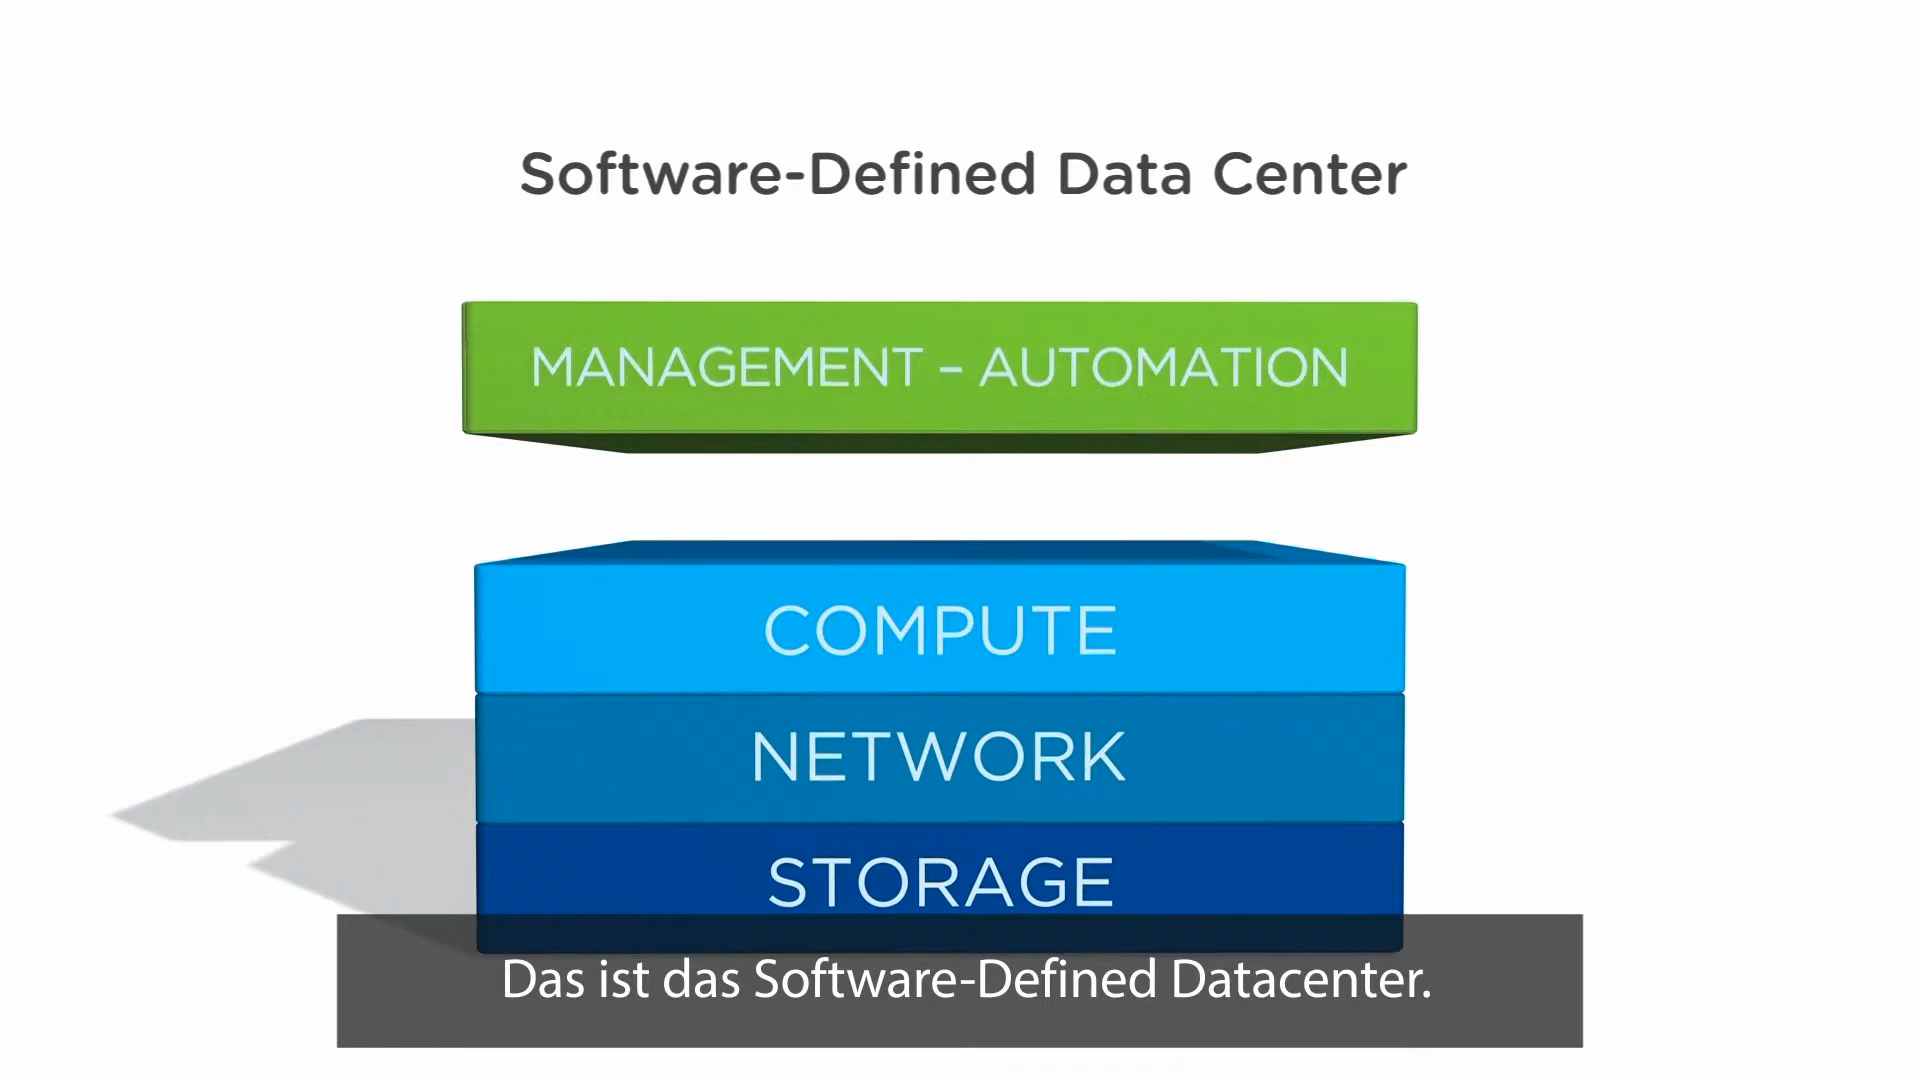 Software-Defined Data Center
MANAGEMENT – AUTOMATION
COMPUTE
NETWORK
STORAGE
Das ist das Software-Defined Datacenter.